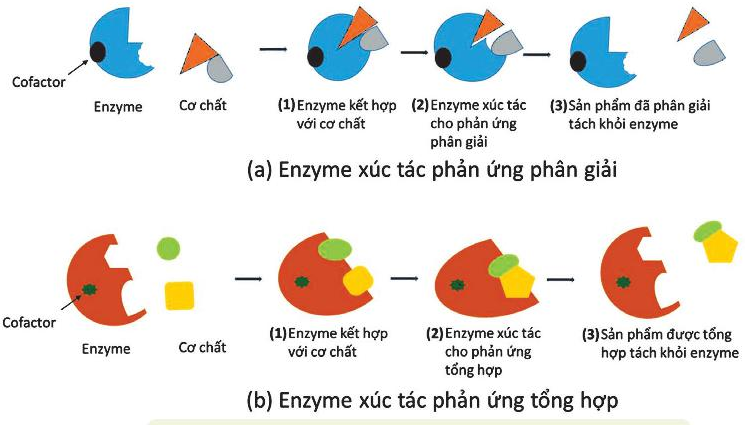 Cofactor
Enzyme
Cơ chất
(1) Enzyme kết hợp
với cơ chất
(2) Enzyme xúc tác
cho phản ứng
phân giải
(3) Sản phẩm đã phân giải
tách khỏi enzyme
(a) Enzyme xúc tác phản ứng phân giải
Cofactor
Enzyme
Cơ chất
(1) Enzyme kết hợp
với cơ chất
(2) Enzyme xúc tác
cho phản ứng
tổng hợp
(3) Sản phẩm được tổng
hợp tách khỏi enzyme
(b) Enzyme xúc tác phản ứng tổng hợp